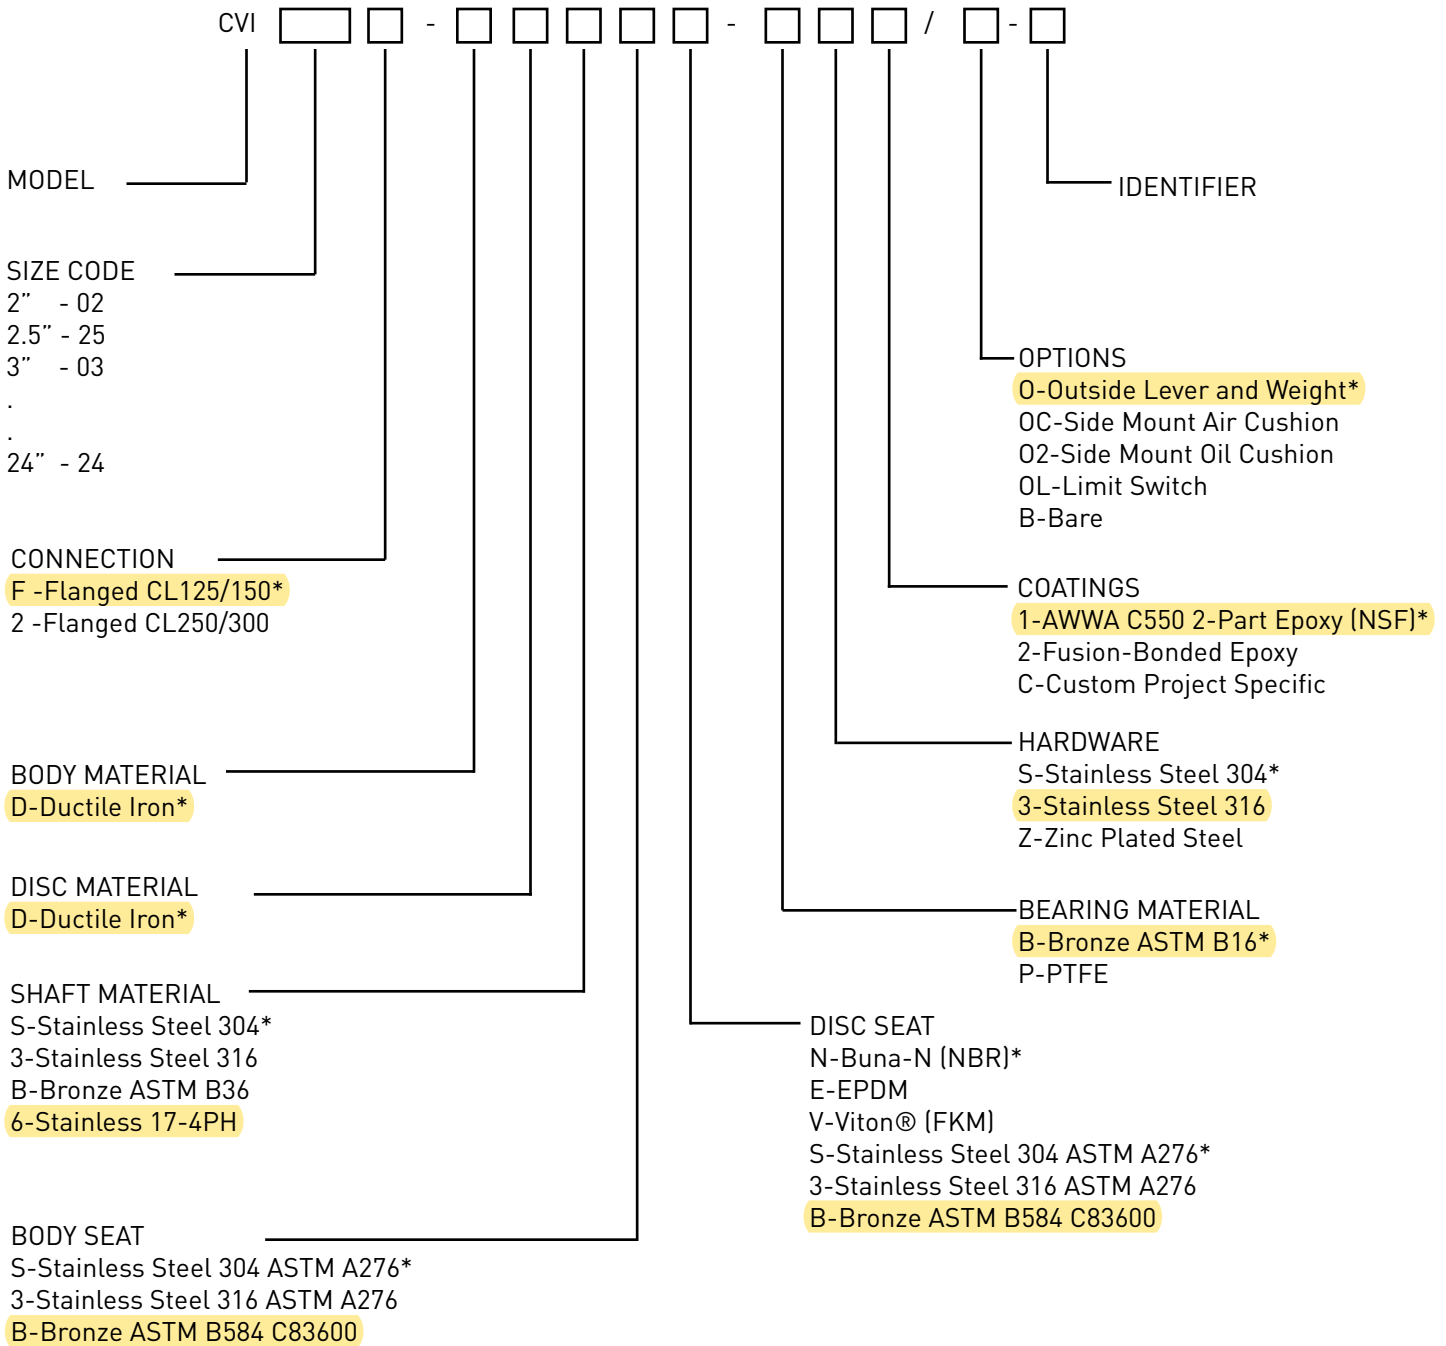 CVI - - / -
MODEL
IDENTIFIER
SIZE CODE
2” - 02
2.5” - 25
3” - 03
.
.
24” - 24
OPTIONS
O-Outside Lever and Weight*
OC-Side Mount Air Cushion
O2-Side Mount Oil Cushion
OL-Limit Switch
B-Bare
CONNECTION
F -Flanged CL125/150*
2 -Flanged CL250/300
COATINGS
1-AWWA C550 2-Part Epoxy (NSF)*
2-Fusion-Bonded Epoxy
C-Custom Project Specific
BODY MATERIAL
D-Ductile Iron*
HARDWARE
S-Stainless Steel 304*
3-Stainless Steel 316
Z-Zinc Plated Steel
DISC MATERIAL
D-Ductile Iron*
BEARING MATERIAL
B-Bronze ASTM B16*
P-PTFE
SHAFT MATERIAL
S-Stainless Steel 304*
3-Stainless Steel 316
B-Bronze ASTM B36
6-Stainless 17-4PH
DISC SEAT
N-Buna-N (NBR)*
E-EPDM
V-Viton® (FKM)
S-Stainless Steel 304 ASTM A276*
3-Stainless Steel 316 ASTM A276
B-Bronze ASTM B584 C83600
BODY SEAT
S-Stainless Steel 304 ASTM A276*
3-Stainless Steel 316 ASTM A276
B-Bronze ASTM B584 C83600